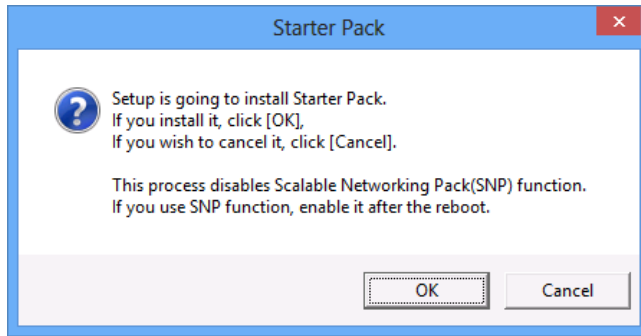 Starter Pack
Setup is going to install Starter Pack.
If you install it, click [OK],
If you wish to cancel it, click [Cancel].
This process disables Scalable Networking Pack(SNP) function.
If you use SNP function, enable it after the reboot.
OK
Cancel